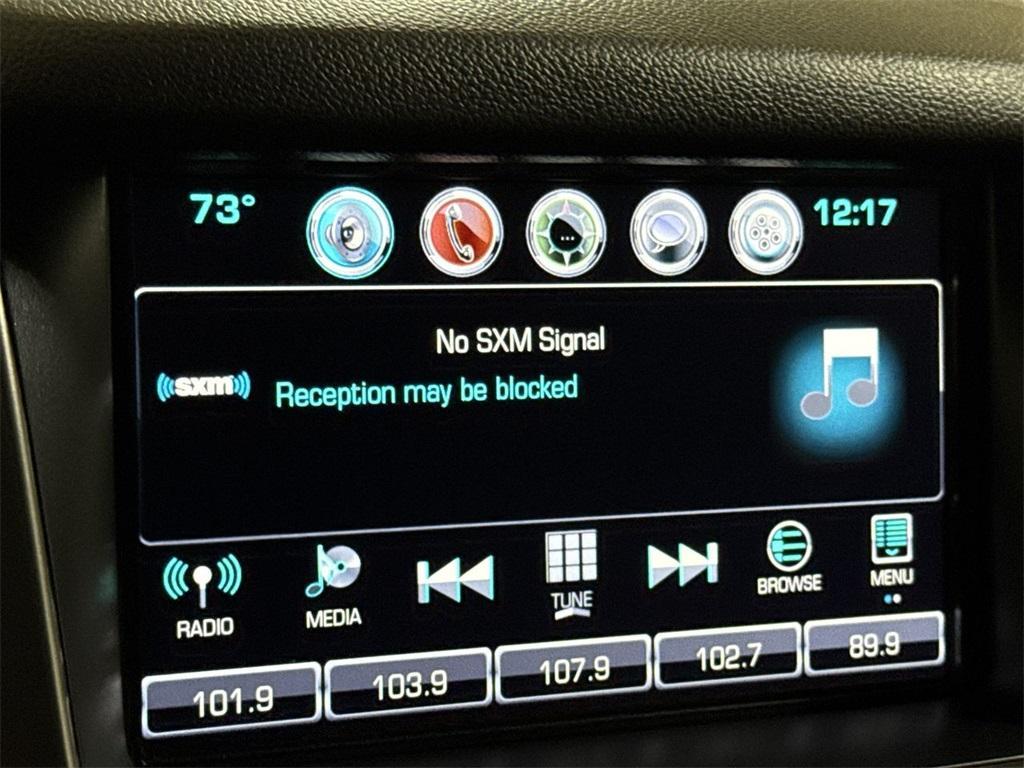 73°
12:17
No SXM Signal
((sxm))
Reception may be blocked
RADIO
MEDIA
TUNE
BROWSE
MENU
101.9
103.9
107.9
102.7
89.9